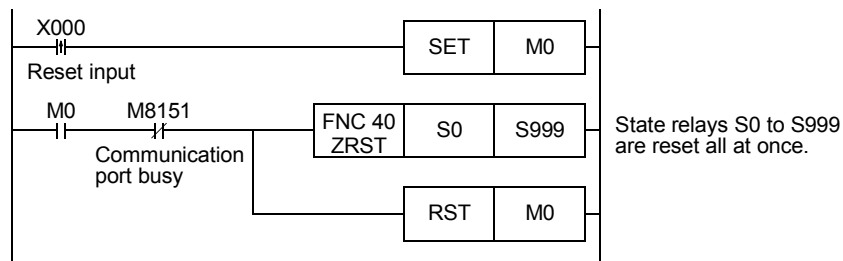 X000
SET M0
Reset input
M0 M8151
FNC 40
ZRST
S0 S999
State relays S0 to S999
are reset all at once.
Communication
port busy
RST M0